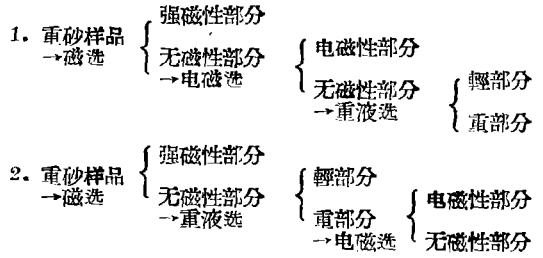 强磁性部分
1. 重砂样品
→磁选
无磁性部分
→电磁选
电磁性部分
无磁性部分
→重液选
輕部分
重部分
强磁性部分
2. 重砂样品
→磁选
无磁性部分
→重液选
輕部分
重部分
→电磁选
电磁性部分
无磁性部分